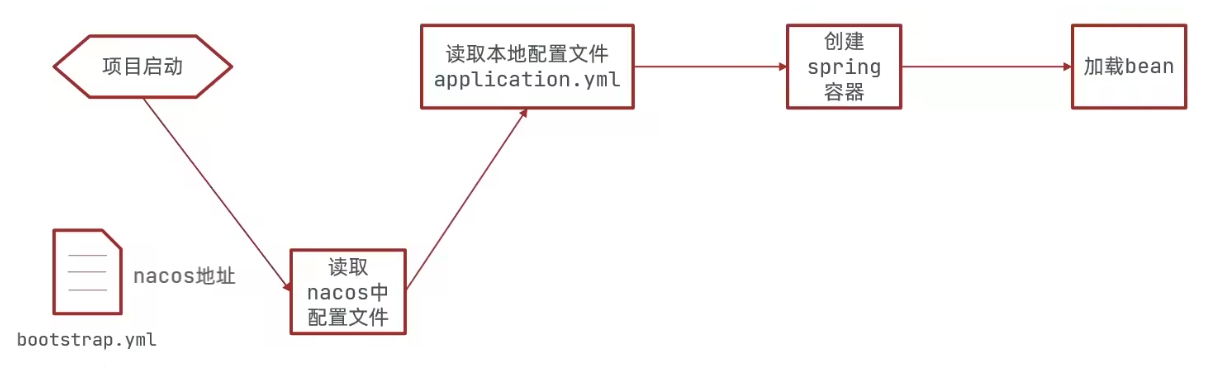 项目启动
读取本地配置文件
application.yml
创建
spring
容器
加载bean
nacos地址
bootstrap.yml
读取
nacos中
配置文件